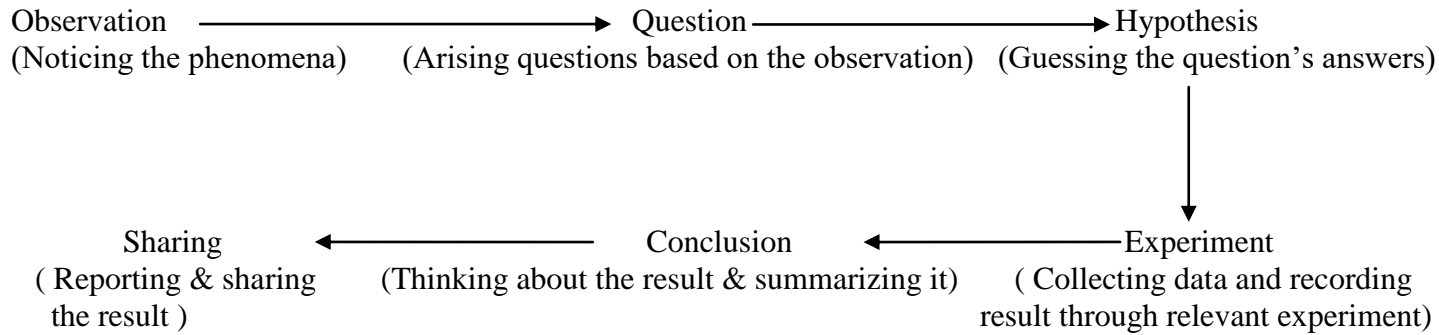 Observation Question Hypothesis
(Noticing the phenomena) (Arising questions based on the observation) (Guessing the question’s answers)
Sharing Conclusion Experiment
( Reporting & sharing (Thinking about the result & summarizing it) ( Collecting data and recording
the result ) result through relevant experiment)